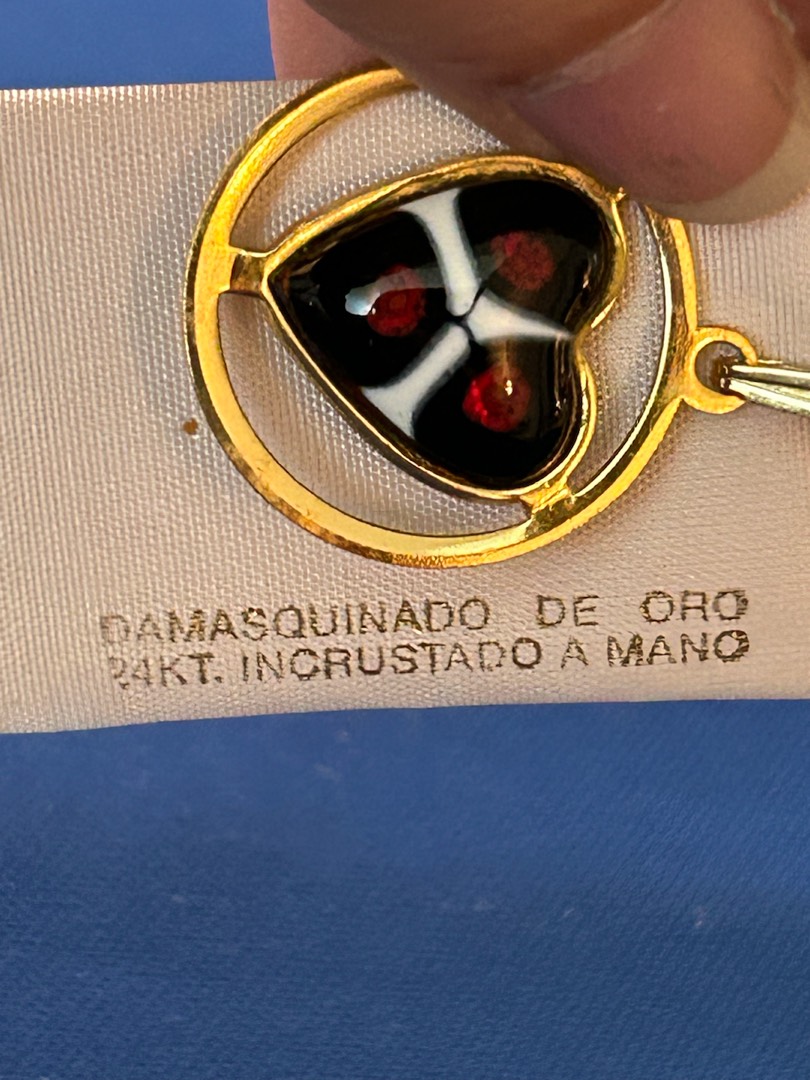 DAMASQUINADO DE ORO
24KT. INCRUSTADO A MANO